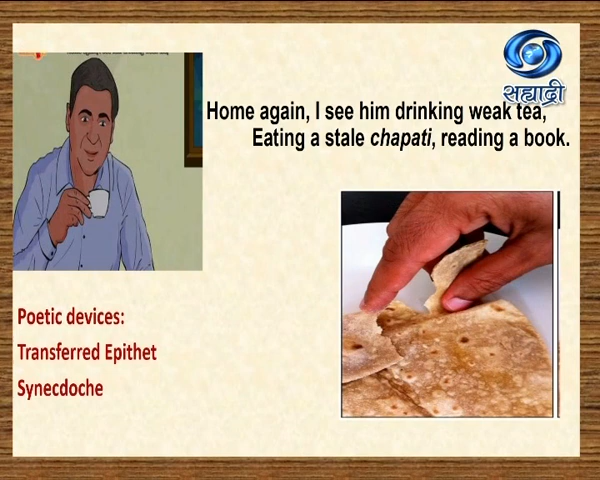 सह्याद्री
Home again, I see him drinking weak tea,
Eating a stale chapati, reading a book.
Poetic devices:
Transferred Epithet
Synecdoche